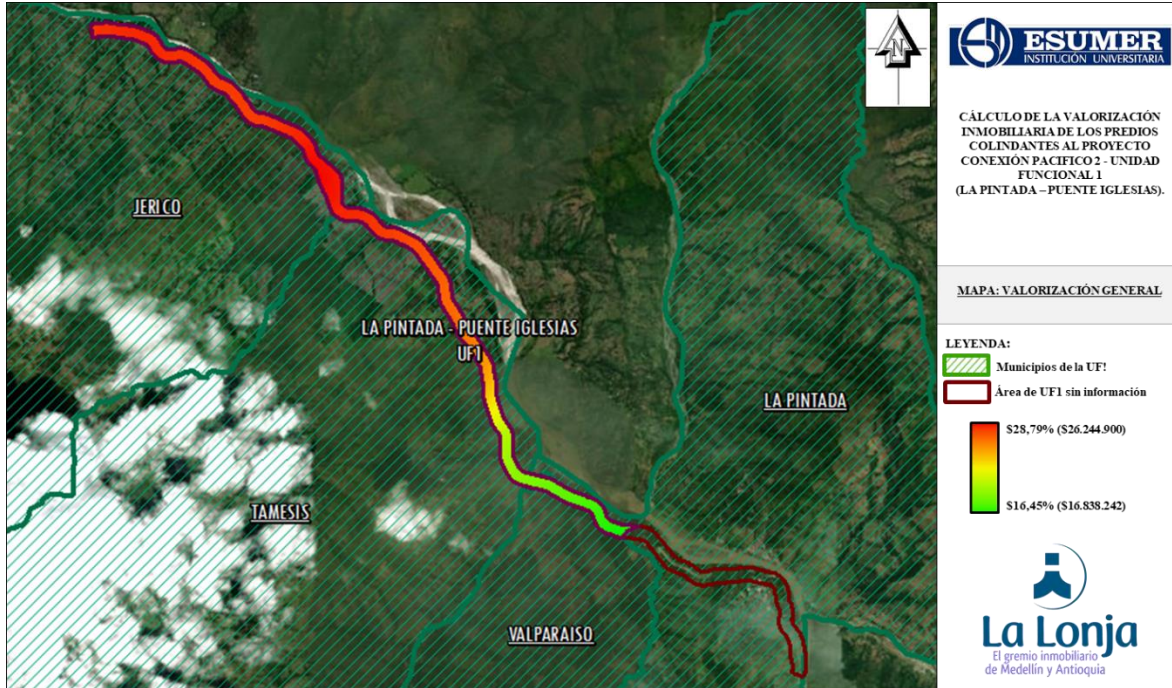 N
ESUMER
INSTITUCIÓN UNIVERSITARIA
CÁLCULO DE LA VALORIZACIÓN
INMOBILIARIA DE LOS PREDIOS
COLINDANTES AL PROYECTO
CONEXIÓN PACIFICO 2 - UNIDAD
FUNCIONAL 1
(LA PINTADA – PUENTE IGLESIAS).
MAPA: VALORIZACIÓN GENERAL
LEYENDA:
Municipios de la UF!
Área de UF1 sin información
$28,79% ($26.244.900)
$16,45% ($16.838.242)
JERICO
LA PINTADA - PUENTE IGLESIAS
UF1
LA PINTADA
TAMESIS
VALPARAISO
La Lonja
El gremio inmobiliario
de Medellín y Antioquia